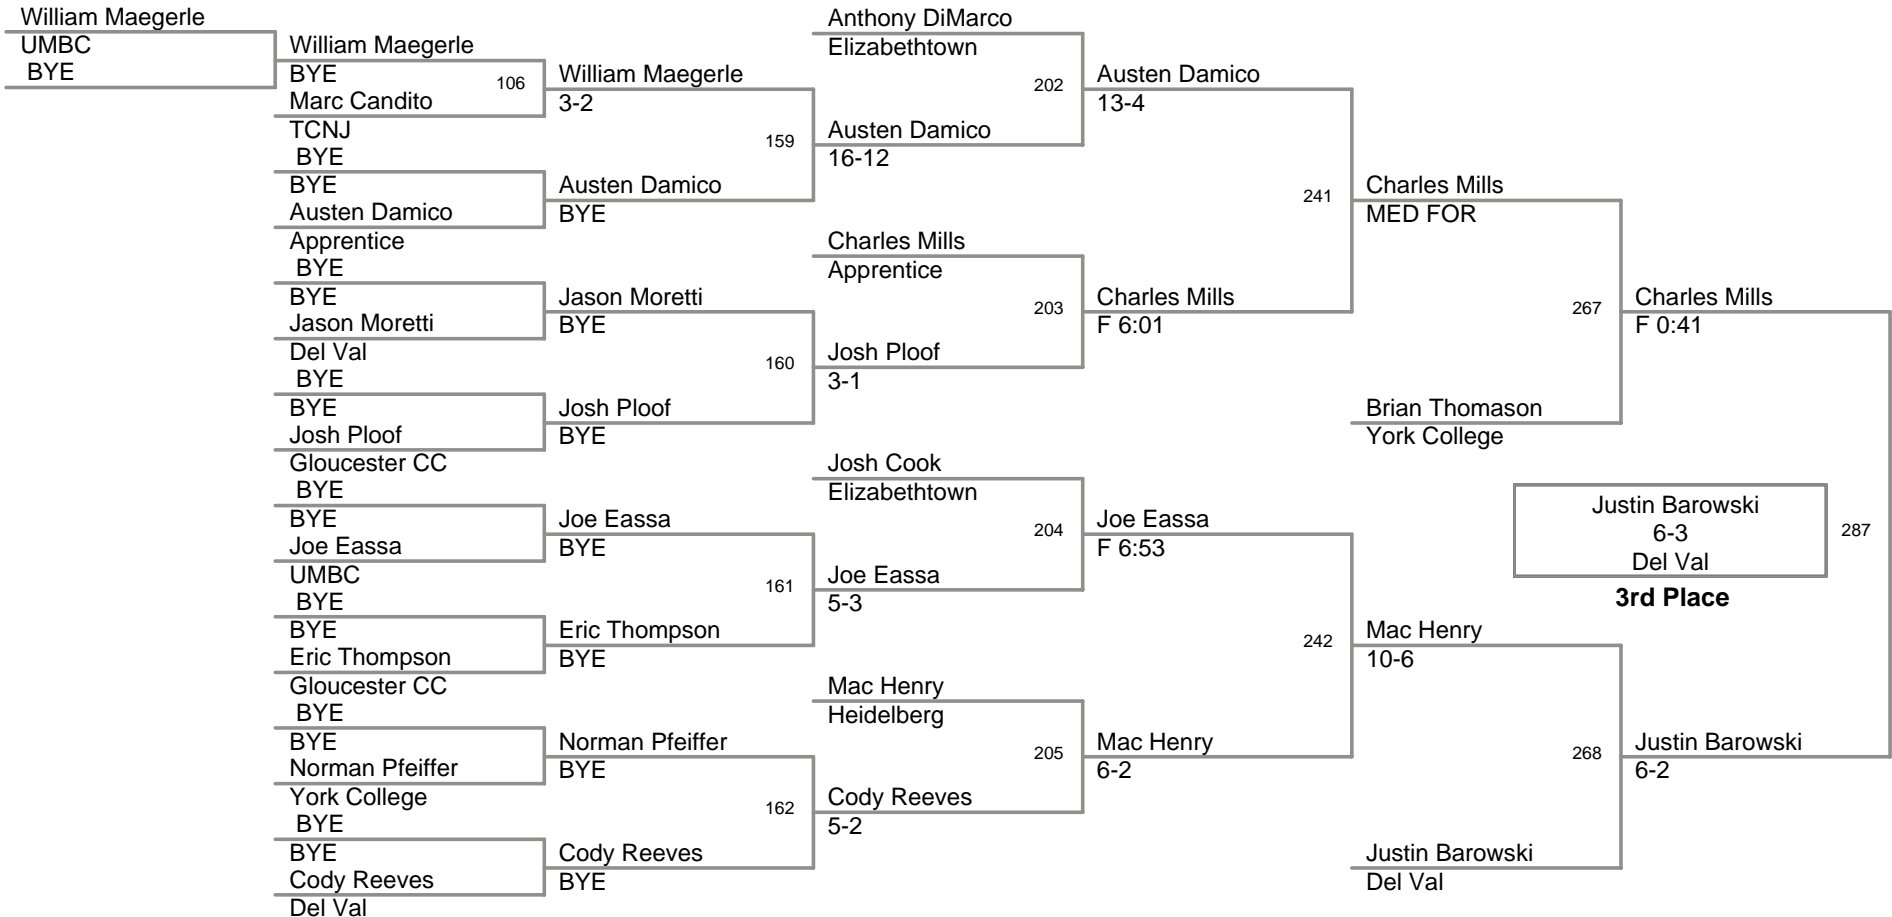 William Maegerle
UMBC
BYE
William Maegerle
BYE
Marc Candito
TCNJ
BYE
BYE
Austen Damico
Apprentice
BYE
BYE
Jason Moretti
Del Val
BYE
BYE
Josh Ploof
Gloucester CC
BYE
BYE
Joe Eassa
UMBC
BYE
BYE
Eric Thompson
Gloucester CC
BYE
BYE
Norman Pfeiffer
York College
BYE
BYE
Cody Reeves
Del Val
106
William Maegerle
3-2
Austen Damico
BYE
Jason Moretti
BYE
Josh Ploof
BYE
Joe Eassa
BYE
Eric Thompson
BYE
Norman Pfeiffer
BYE
Cody Reeves
BYE
159
160
161
162
Anthony DiMarco
Elizabethtown
Austen Damico
16-12
Charles Mills
Apprentice
Josh Ploof
3-1
Josh Cook
Elizabethtown
Joe Eassa
5-3
Mac Henry
Heidelberg
Cody Reeves
5-2
202
203
204
205
Austen Damico
13-4
Charles Mills
F 6:01
Joe Eassa
F 6:53
Mac Henry
6-2
241
242
Charles Mills
MED FOR
Brian Thomason
York College
Mac Henry
10-6
Justin Barowski
Del Val
267
268
Charles Mills
F 0:41
Justin Barowski
6-2
Justin Barowski
6-3
Del Val
287
3rd Place